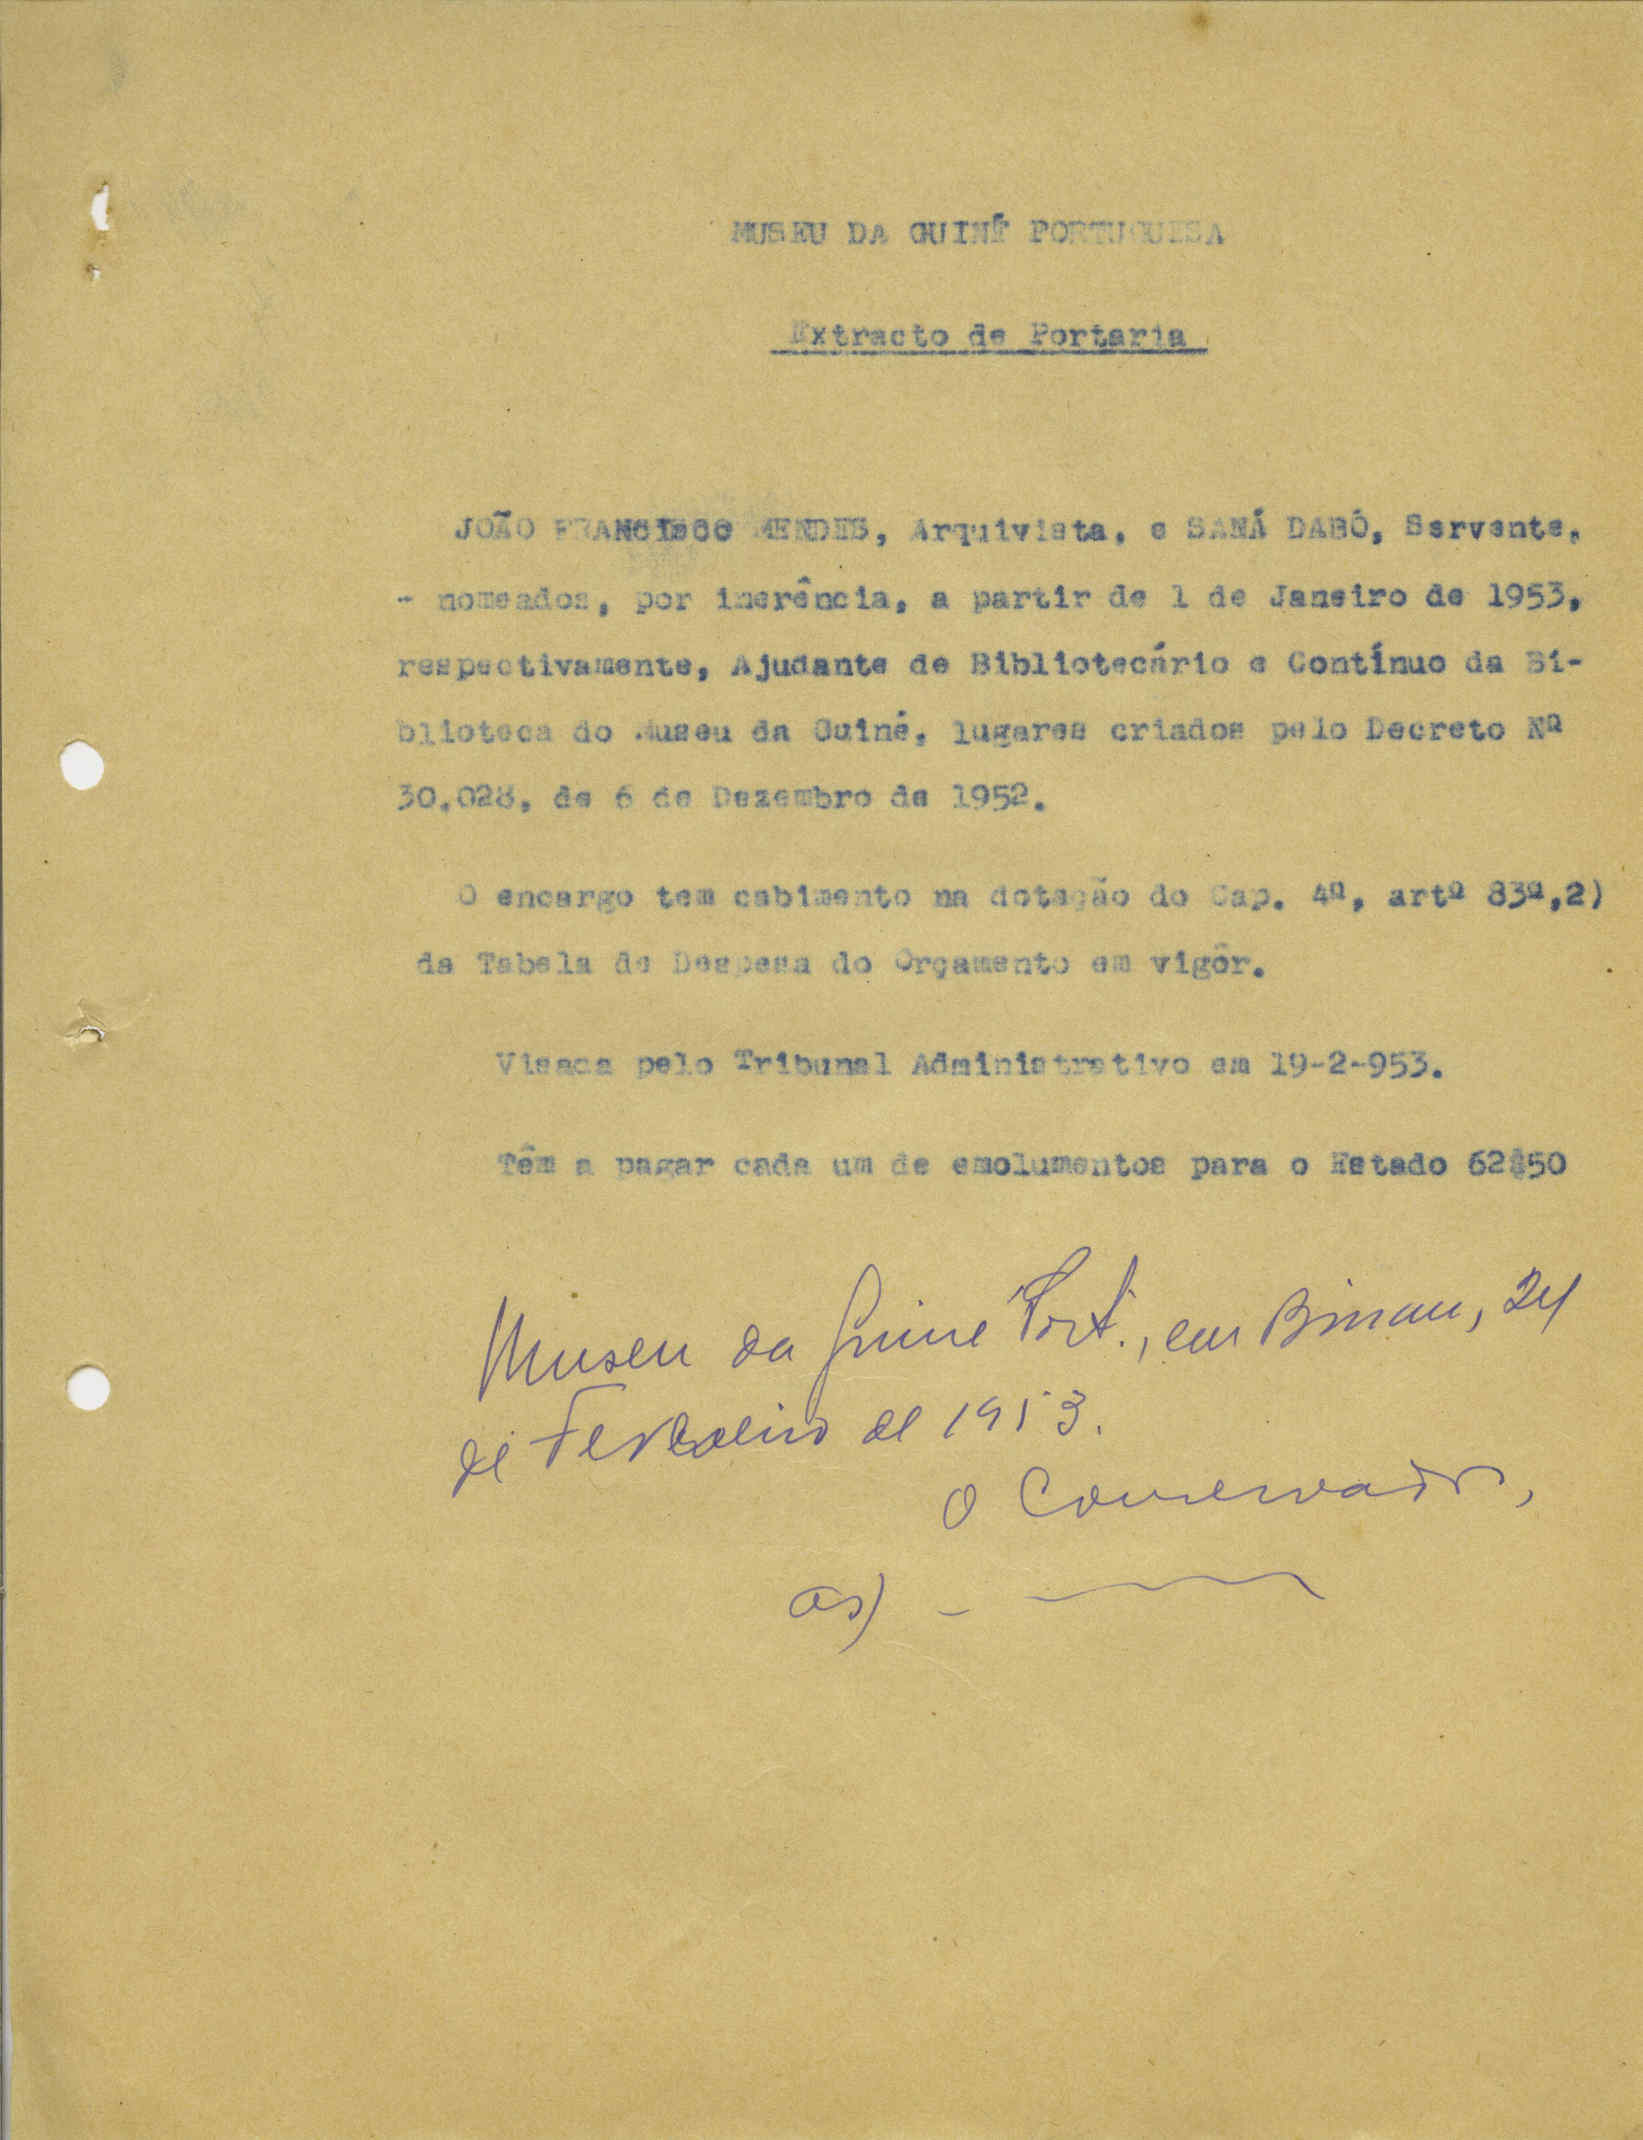 MUSEU DA GUINÉ PORTUGUESA
Extracto de Portaria
JOÃO FRANCISCO MENDES, Arquivista, e SANÁ DABÓ, Servente,
- nomeados, por inerência, a partir de 1 de Janeiro de 1953,
respectivamente, Ajudante de Bibliotecário e Contínuo da Bi-
blioteca do Museu da Guiné, lugares criados pelo Decreto Nº
30.028, de 6 de Dezembro de 1952.
O encargo tem cabimento na dotação do Cap. 4º, artº 83º,2)
da Tabela de Despesa do Orçamento em vigôr.
Visada pelo Tribunal Administrativo em 19-2-953.
Têm a pagar cada um de emolumentos para o Estado 62$50
Museu da Guiné Port., em Bissau, 24
de Fevereiro de 1953.
O Conservador,
as) -